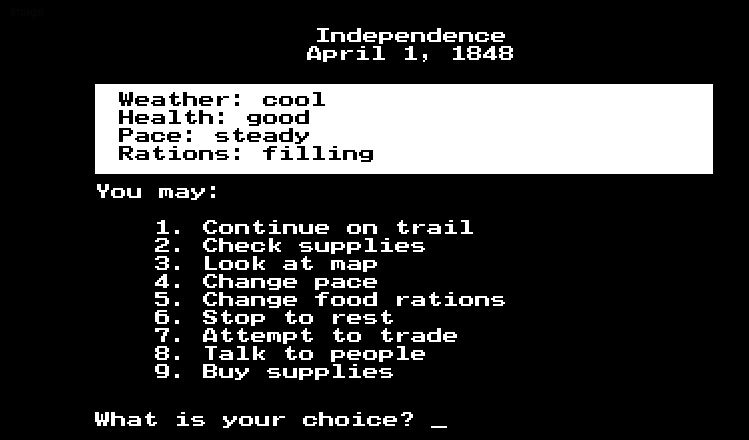 Independence
April 1, 1848
Weather: cool
Health: good
Pace: steady
Rations: filling
You may:
1. Continue on trail
2. Check supplies
3. Look at map
4. Change pace
5. Change food rations
6. Stop to rest
7. Attempt to trade
8. Talk to people
9. Buy supplies
What is your choice? _